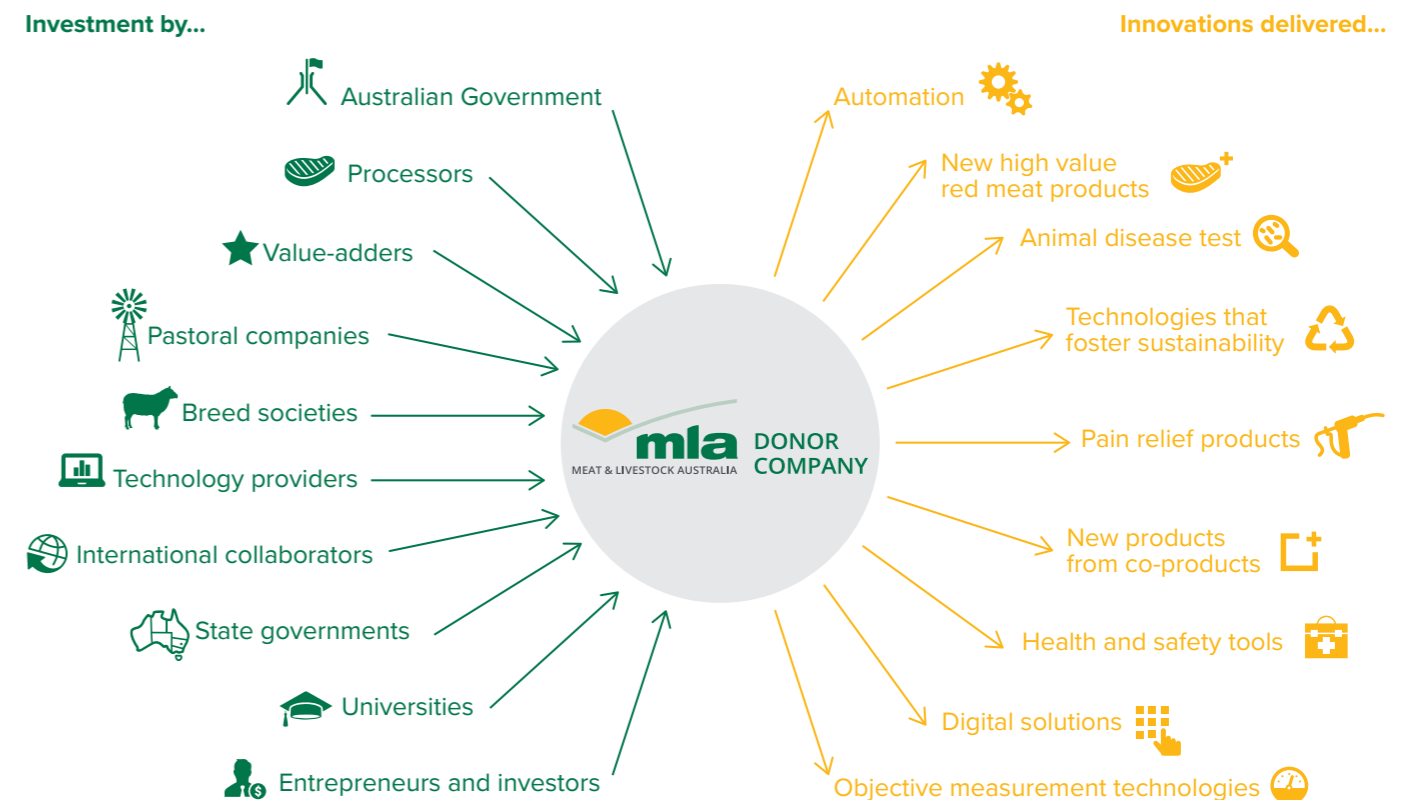 Investment by...
Innovations delivered...
Australian Government
Processors
Value-adders
Pastoral companies
Breed societies
Technology providers
International collaborators
State governments
Universities
Entrepreneurs and investors
mla
MEAT & LIVESTOCK AUSTRALIA
DONOR
COMPANY
Automation
New high value
red meat products
Animal disease test
Technologies that
foster sustainability
Pain relief products
New products
from co-products
Health and safety tools
Digital solutions
Objective measurement technologies